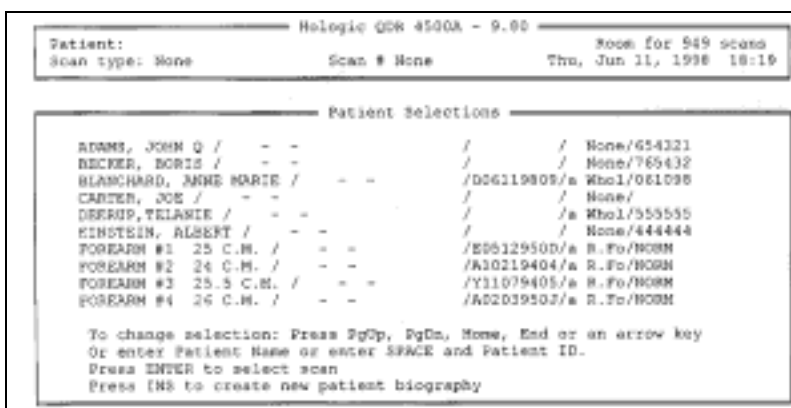 Hologic QDR 4500A - 9.80
Patient: Room for 949 scans
Scan type: None Scan # None Thu, Jun 11, 1998 18:19
Patient Selections
ADAMS, JOHN Q / - - / / None/654321
BECKER, BORIS / - - / / None/765432
BLANCHARD, ANNE MARIE / - - /D06119809/a Whol/061098
CARTER, JOE / - - / / None/
DEERUP,TELANIE / - - / /a Whol/555555
EINSTEIN, ALBERT / - - / / None/444444
FOREARM #1 25 C.M. / - - /E0512950D/a R.Fo/NORM
FOREARM #2 24 C.M. / - - /A10219404/a R.Fo/NORM
FOREARM #3 25.5 C.M. / - - /Y11079405/a R.Fo/NORM
FOREARM #4 26 C.M. / - - /A0203950J/a R.Fo/NORM
To change selection: Press PgUp, PgDn, Home, End or an arrow key
Or enter Patient Name or enter SPACE and Patient ID.
Press ENTER to select scan
Press INS to create new patient biography